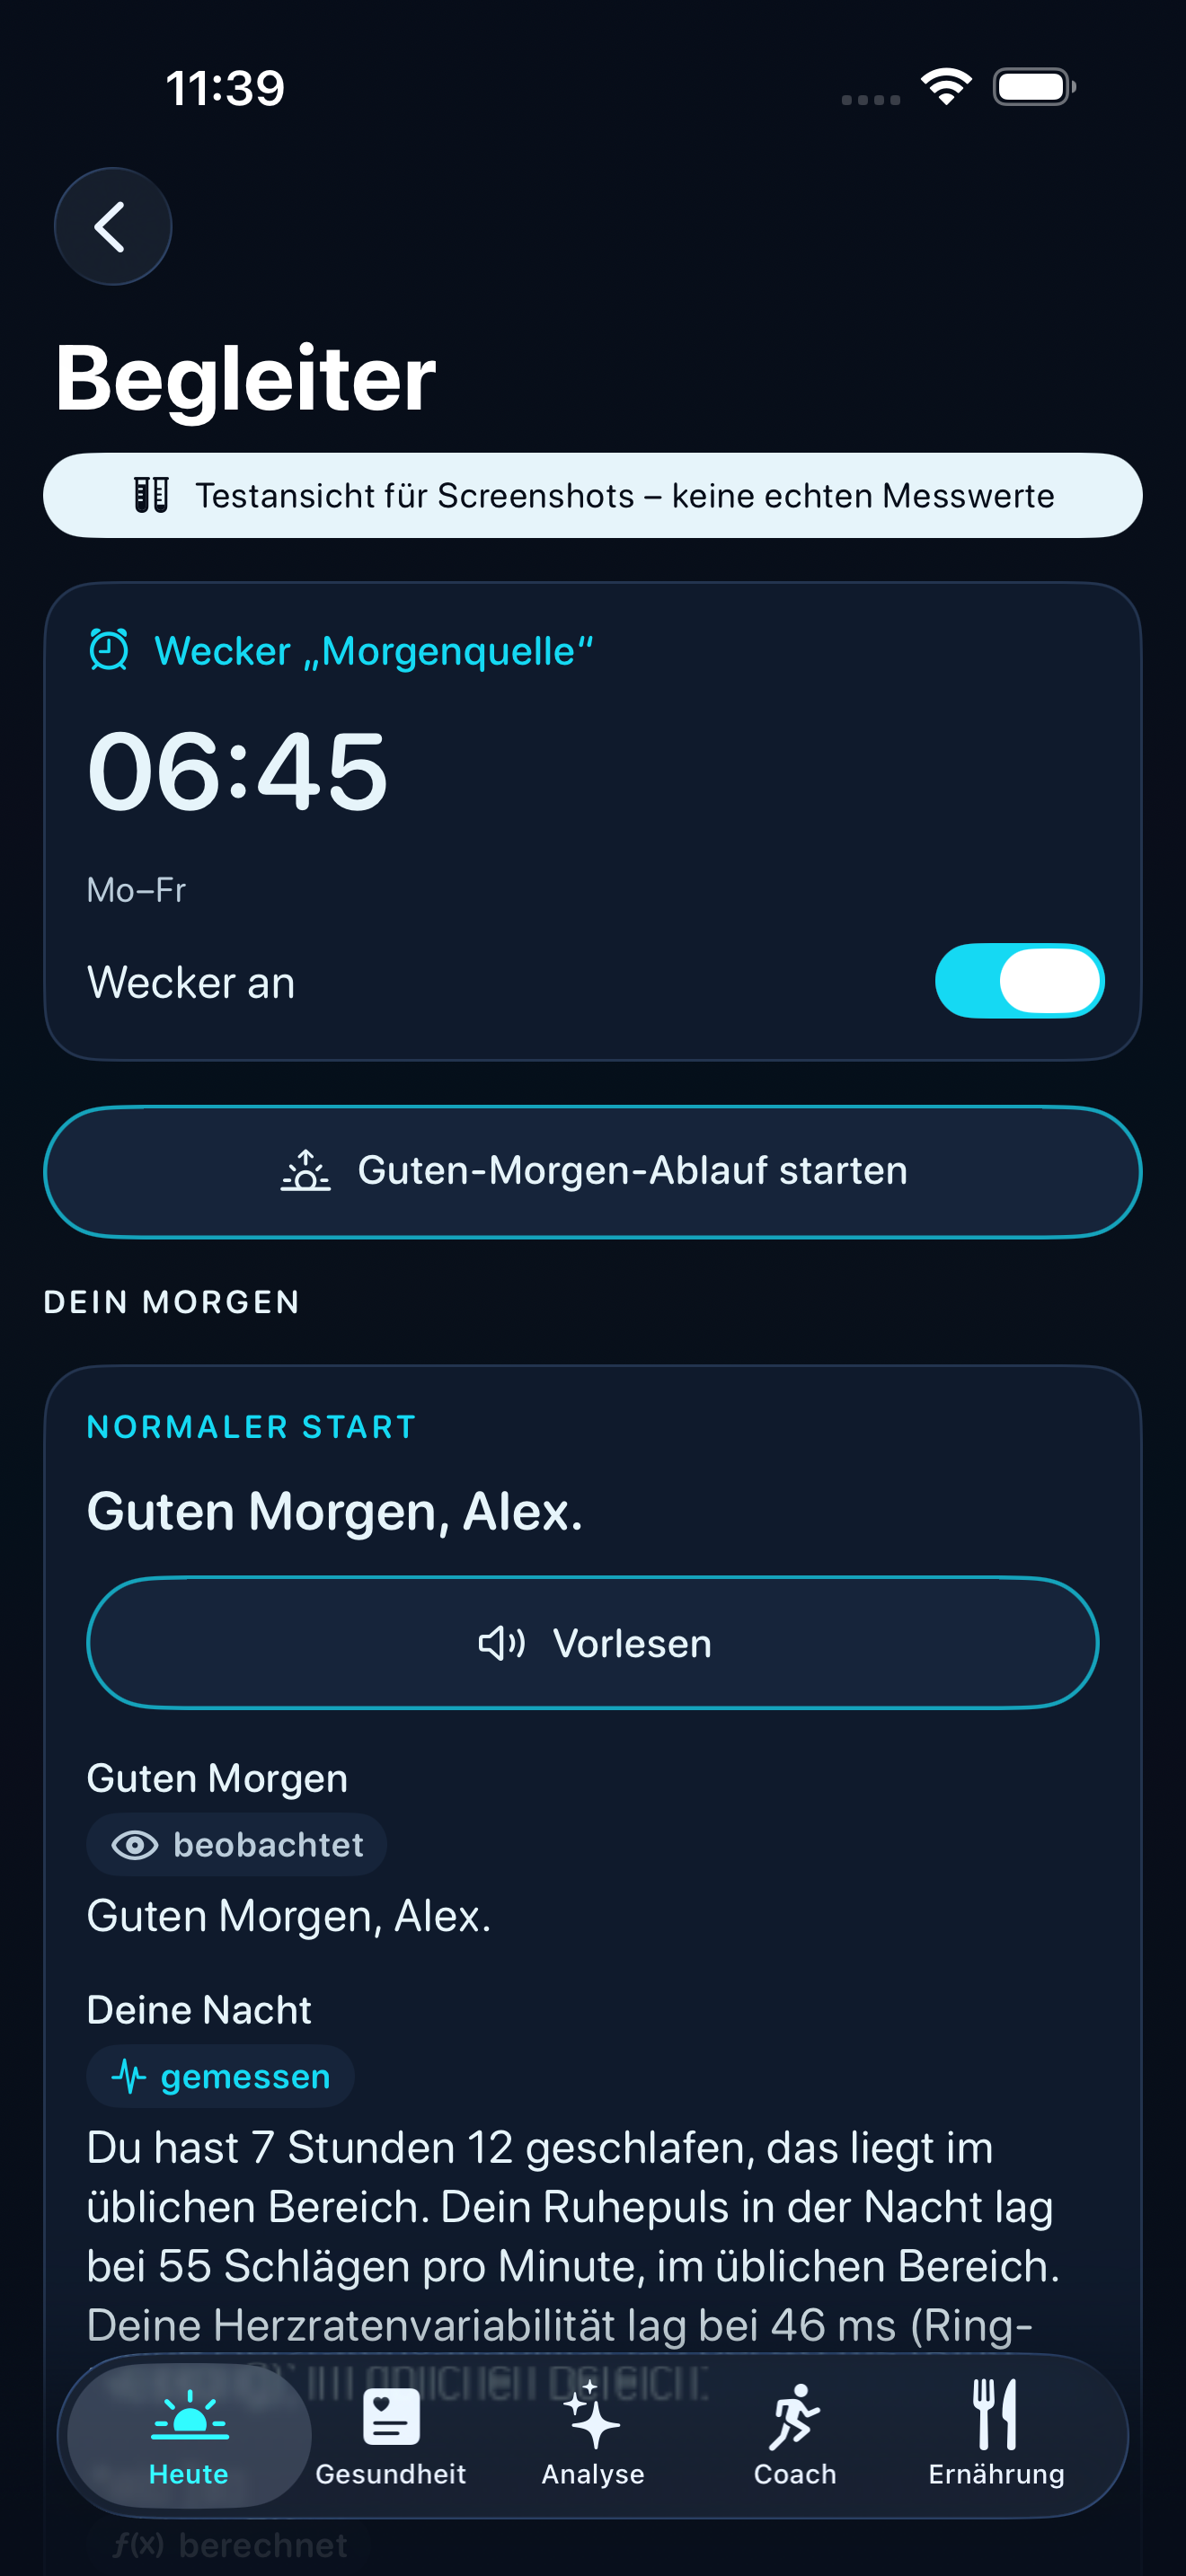 11:39
Begleiter
Testansicht für Screenshots – keine echten Messwerte
Wecker „Morgenquelle“
06:45
Mo–Fr
Wecker an
Guten-Morgen-Ablauf starten
DEIN MORGEN
NORMALER START
Guten Morgen, Alex.
Vorlesen
Guten Morgen
beobachtet
Guten Morgen, Alex.
Deine Nacht
gemessen
Du hast 7 Stunden 12 geschlafen, das liegt im
üblichen Bereich. Dein Ruhepuls in der Nacht lag
bei 55 Schlägen pro Minute, im üblichen Bereich.
Deine Herzratenvariabilität lag bei 46 ms (Ring-
im üblichen Bereich.
Heute
Gesundheit
Analyse
Coach
Ernährung
f(x) berechnet